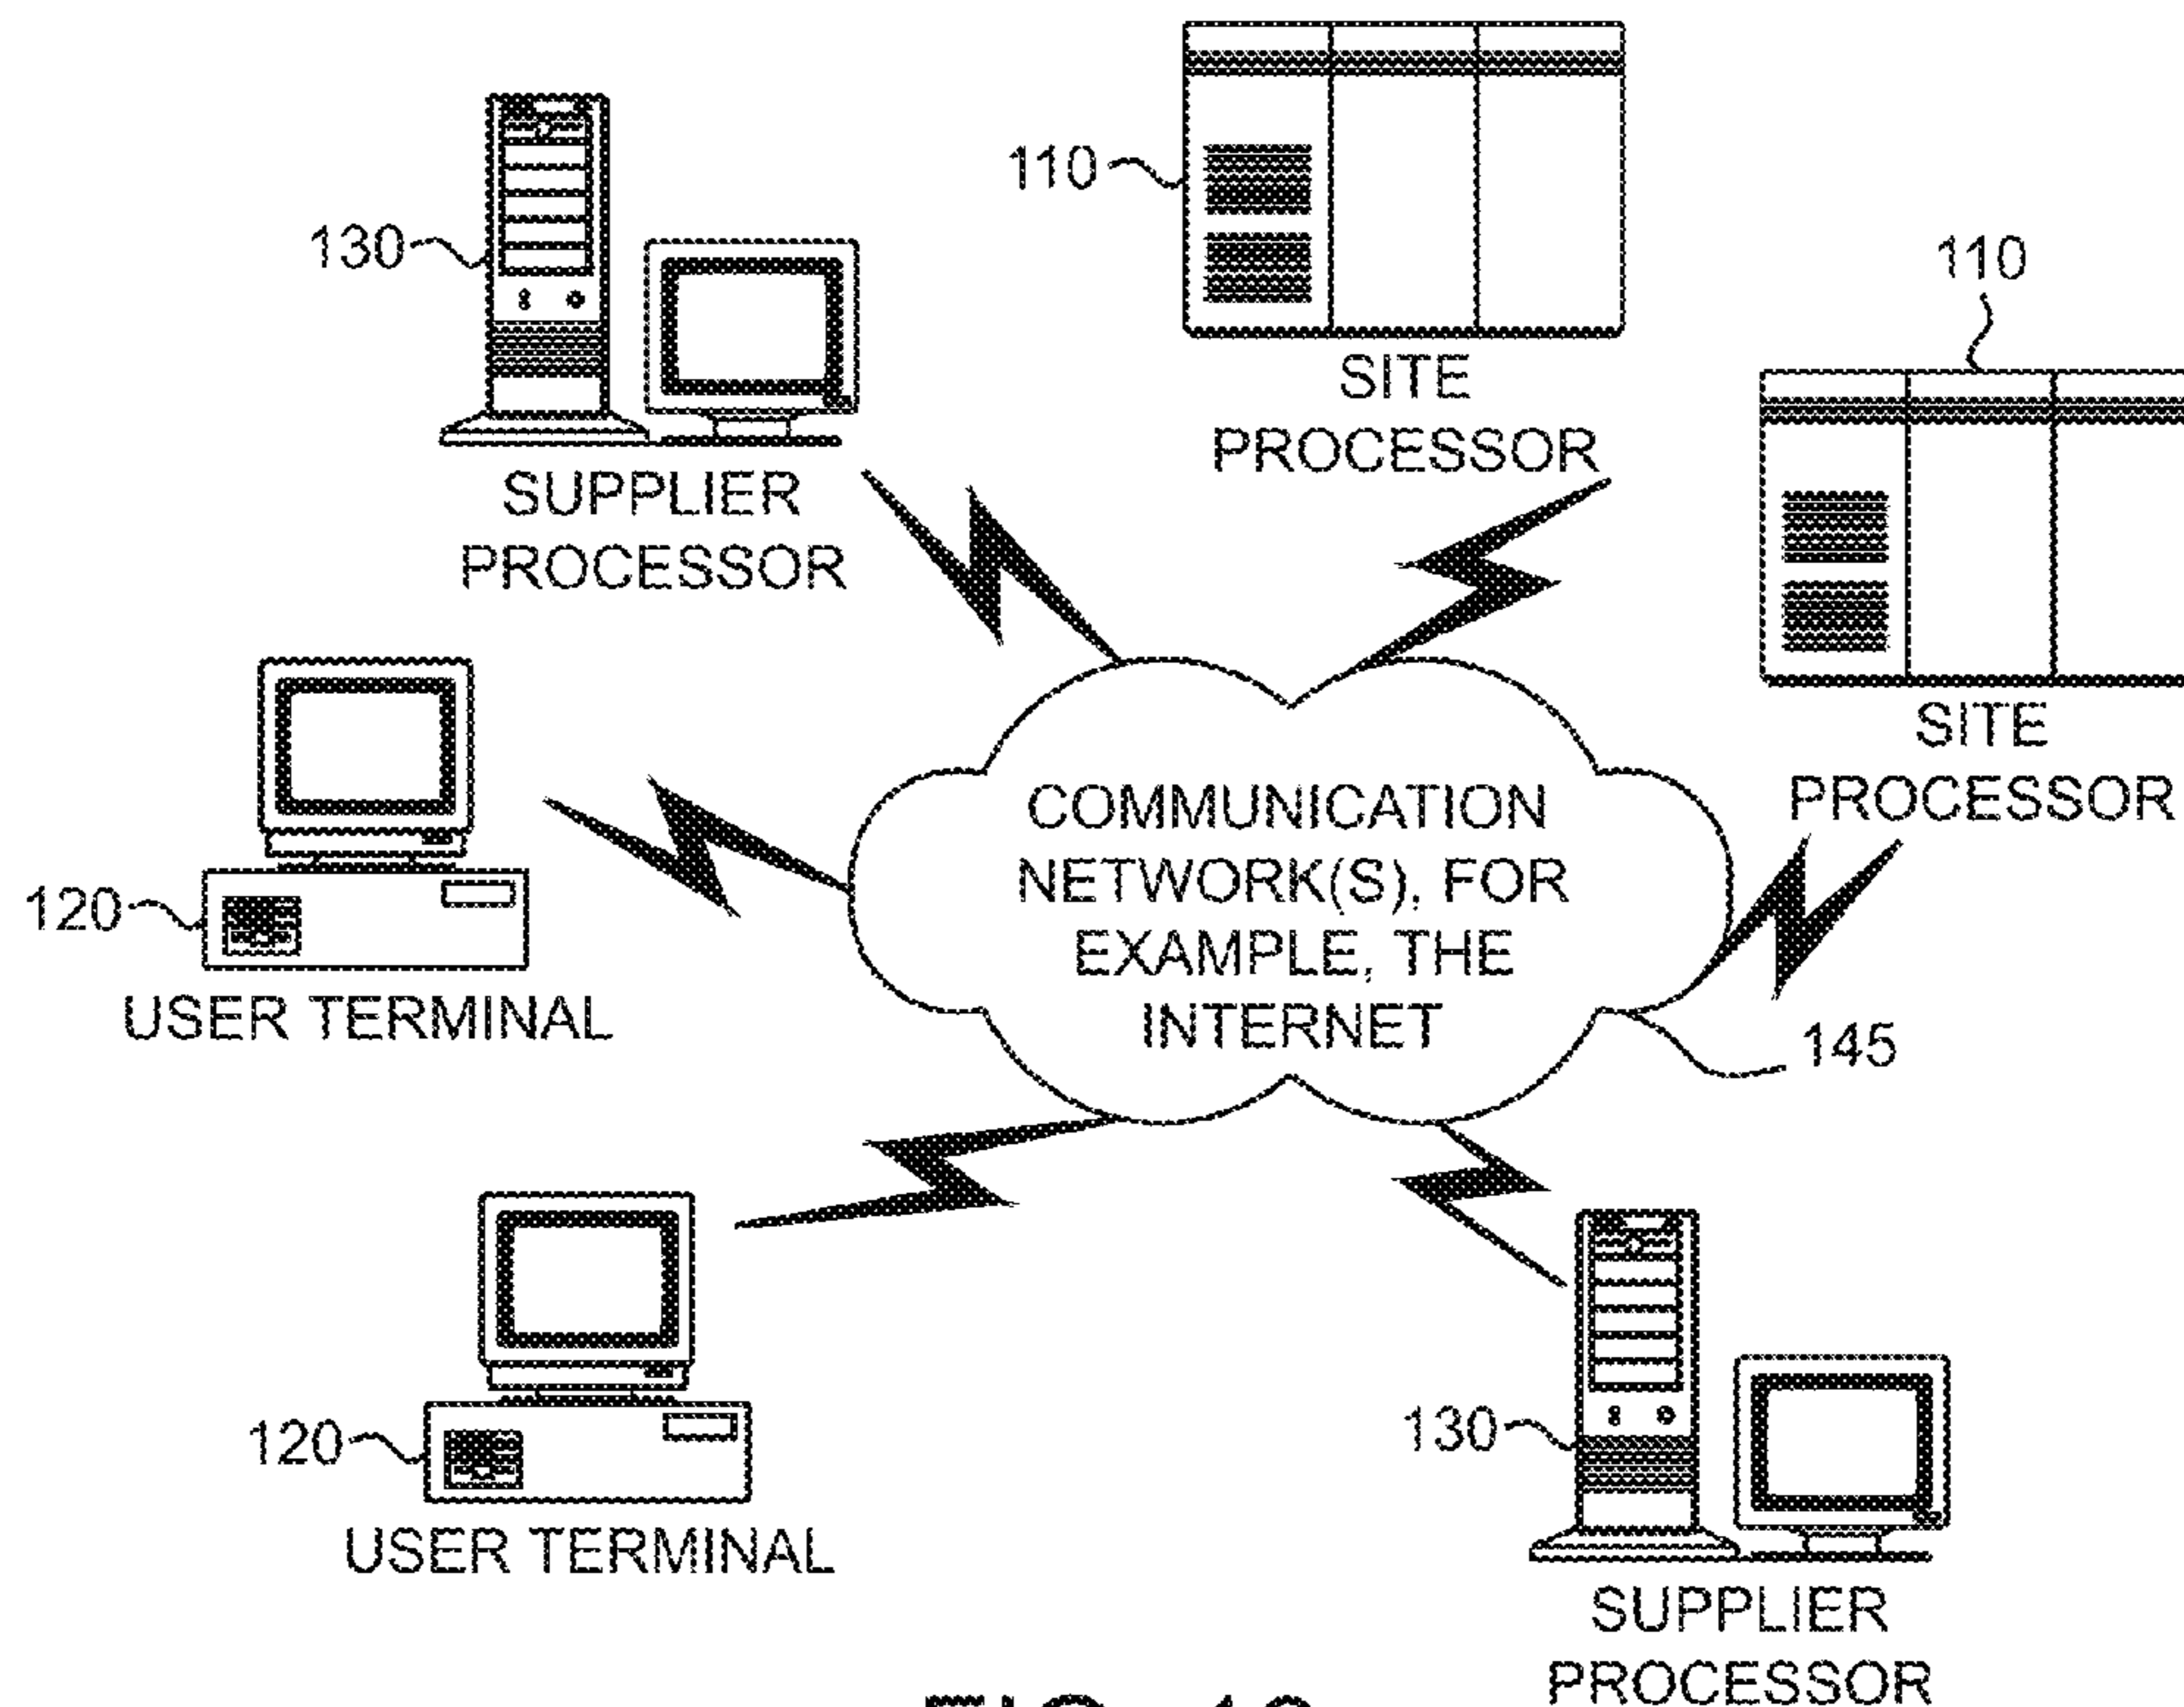 110
130
110
SITE
PROCESSOR
SUPPLIER
PROCESSOR
SITE
PROCESSOR
COMMUNICATION
NETWORK(S), FOR
EXAMPLE, THE
INTERNET
120
USER TERMINAL
145
120
USER TERMINAL
130
SUPPLIER
PROCESSOR